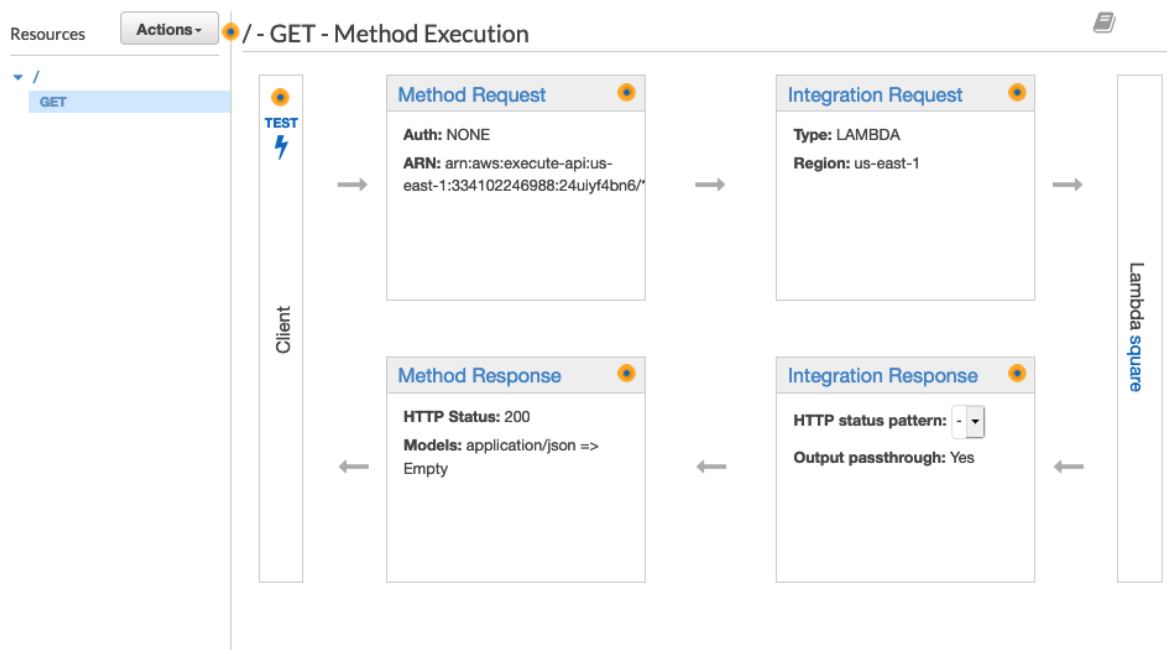 Resources
Actions
/ - GET - Method Execution
/
GET
TEST
Client
Method Request
Auth: NONE
ARN: arn:aws:execute-api:us-
east-1:334102246988:24uiyf4bn6/*
Integration Request
Type: LAMBDA
Region: us-east-1
Lambda square
Method Response
HTTP Status: 200
Models: application/json =>
Empty
Integration Response
HTTP status pattern: -
Output passthrough: Yes